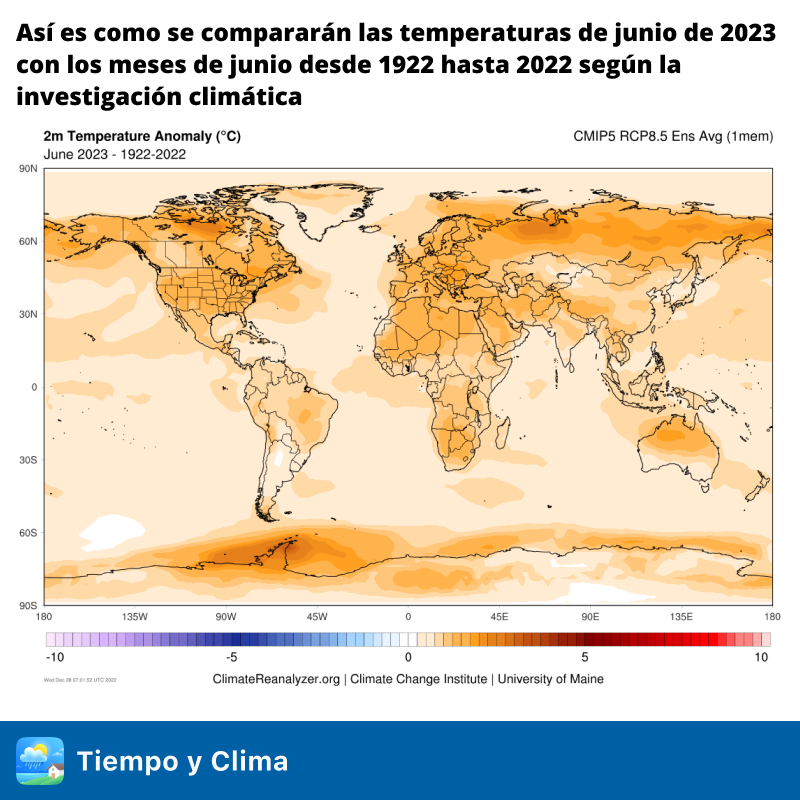 Así es como se compararán las temperaturas de junio de 2023
con los meses de junio desde 1922 hasta 2022 según la
investigación climática
2m Temperature Anomaly (°C)
CMIP5 RCP8.5 Ens Avg (1mem)
June 2023 - 1922-2022
90N
60N
30N
0
30S
60S
90S
180 135W 90W 45W 0 45E 90E 135E 180
-10 -5 0 5 10
Wed Dec 28 07:01:52 UTC 2022
ClimateReanalyzer.org | Climate Change Institute | University of Maine
Tiempo y Clima